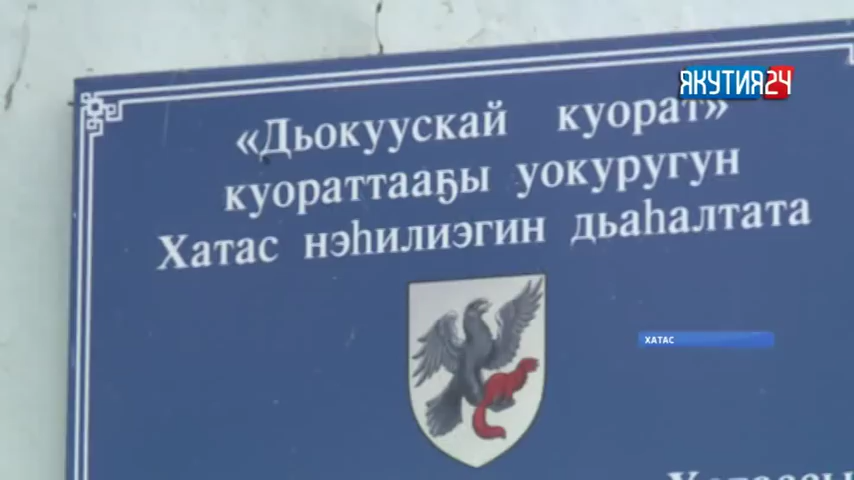 ЯКУТИЯ24
«Дьокуускай куорат»
куораттааҕы уокуругун
Хатас нэһилиэгин дьаһалтата
ХАТАС